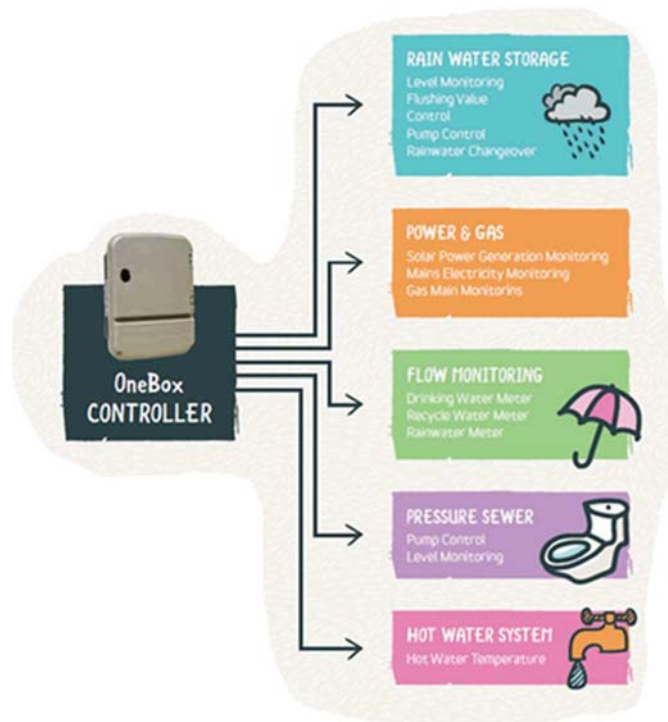 RAIN WATER STORAGE
Level Monitoring
Flushing Value
Control
Pump Control
Rainwater Changeover
POWER & GAS
Solar Power Generation Monitoring
Mains Electricity Monitoring
Gas Main Monitorins
OneBox
CONTROLLER
FLOW MONITORING
Drinking Water Meter
Recycle Water Meter
Rainwater Meter
PRESSURE SEWER
Pump Control
Level Monitoring
HOT WATER SYSTEM
Hot Water Temperature